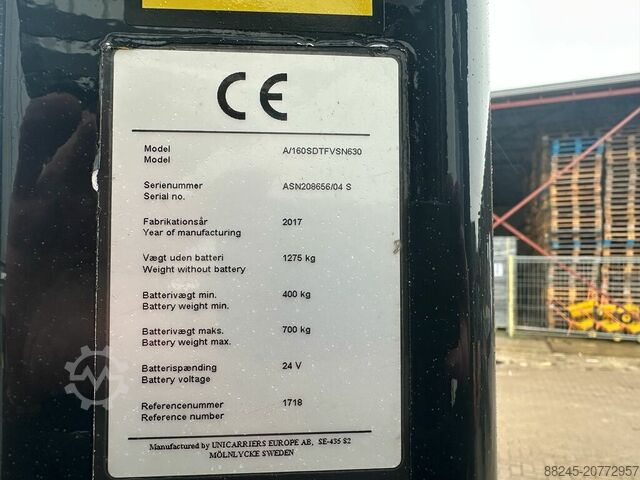 CE
Model A/160SDTFVSN630
Model
Serienummer ASN208656/04 S
Serial no.
Fabrikationsår 2017
Year of manufacturing
Vægt uden batteri 1275 kg
Weight without battery
Batterivægt min. 400 kg
Battery weight min.
Batterivægt maks. 700 kg
Battery weight max.
Batterispænding 24 V
Battery voltage
Referencenummer 1718
Reference number
Manufactured by UNICARRIERS EUROPE AB, SE-435 82
MÖLNLYCKE SWEDEN
88245-20772957